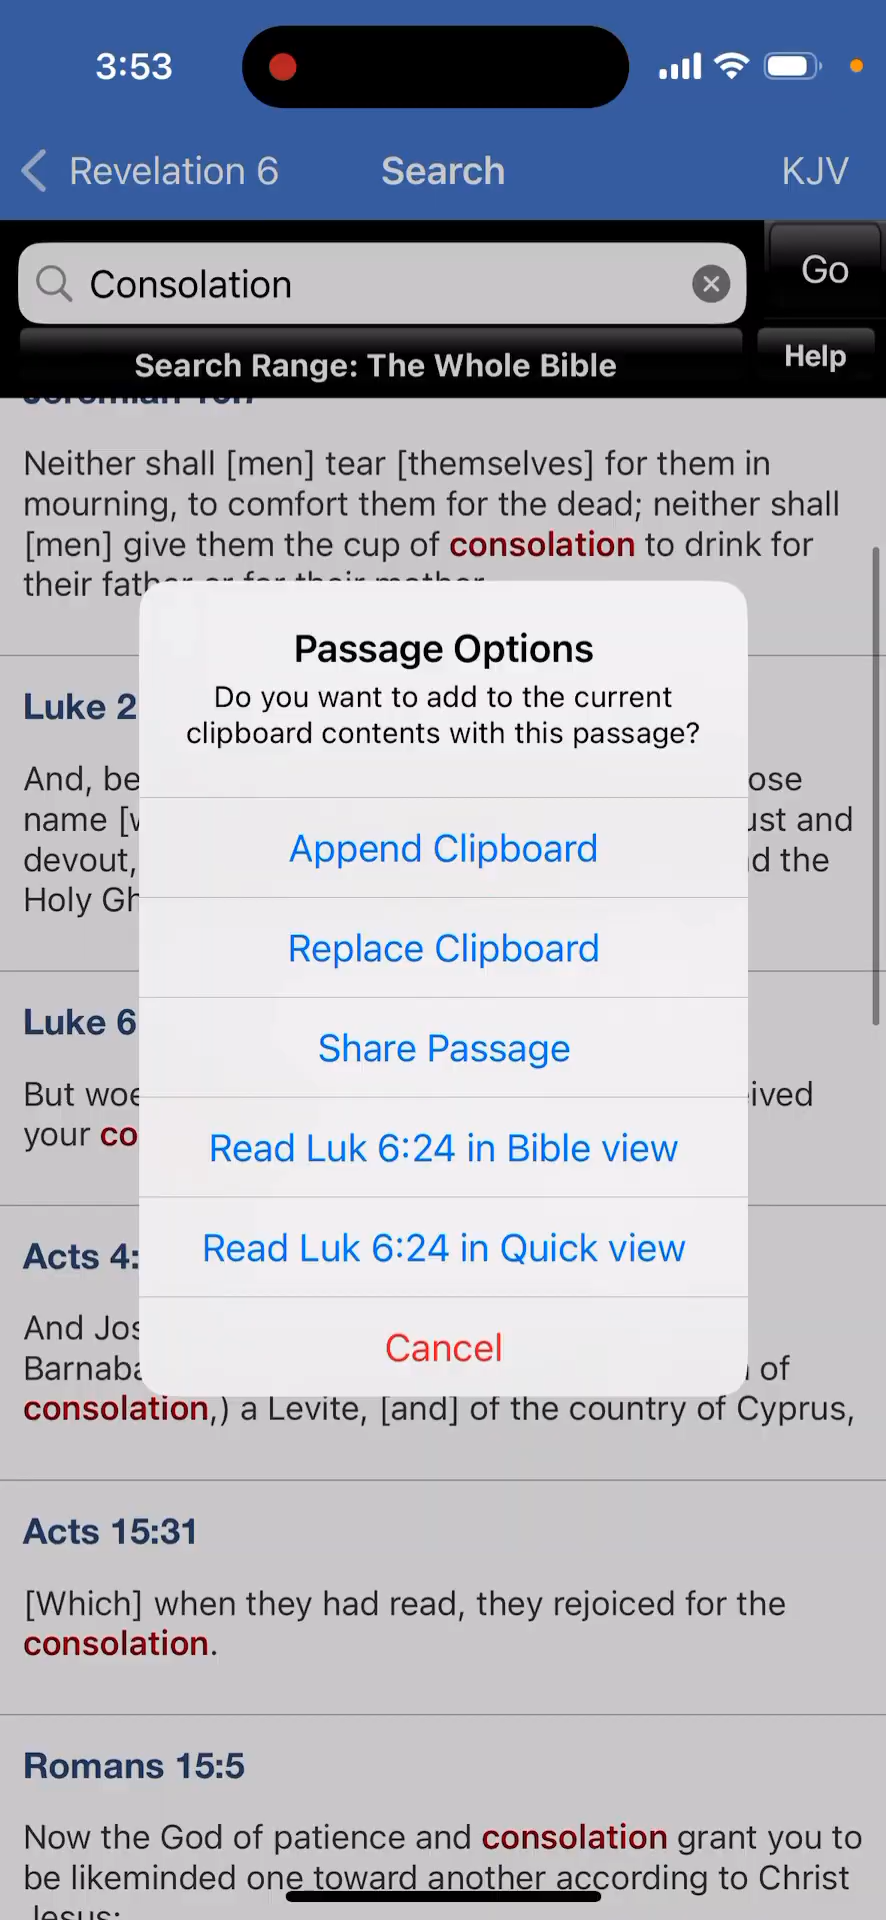 3:53
Revelation 6
Search
KJV
Consolation
Go
Search Range: The Whole Bible
Help
Neither shall [men] tear [themselves] for them in
mourning, to comfort them for the dead; neither shall
[men] give them the cup of consolation to drink for
their father or for their mother.
Passage Options
Do you want to add to the current
clipboard contents with this passage?
Append Clipboard
Replace Clipboard
Share Passage
Read Luk 6:24 in Bible view
Read Luk 6:24 in Quick view
Cancel
Luke 2
And, be
name [
ust and
devout,
d the
Holy Gh
Luke 6
But woe
ived
your co
Acts 4:
And Jos
Barnaba
of
consolation,) a Levite, [and] of the country of Cyprus,
Acts 15:31
[Which] when they had read, they rejoiced for the
consolation.
Romans 15:5
Now the God of patience and consolation grant you to
be likeminded one toward another according to Christ
Jesus: